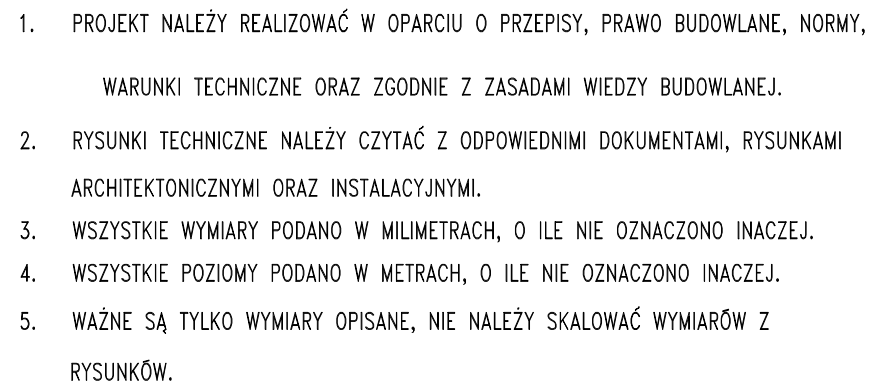 1. PROJEKT NALEŻY REALIZOWAĆ W OPARCIU O PRZEPISY, PRAWO BUDOWLANE, NORMY,
WARUNKI TECHNICZNE ORAZ ZGODNIE Z ZASADAMI WIEDZY BUDOWLANEJ.
2. RYSUNKI TECHNICZNE NALEŻY CZYTAĆ Z ODPOWIEDNIMI DOKUMENTAMI, RYSUNKAMI
ARCHITEKTONICZNYMI ORAZ INSTALACYJNYMI.
3. WSZYSTKIE WYMIARY PODANO W MILIMETRACH, O ILE NIE OZNACZONO INACZEJ.
4. WSZYSTKIE POZIOMY PODANO W METRACH, O ILE NIE OZNACZONO INACZEJ.
5. WAŻNE SĄ TYLKO WYMIARY OPISANE, NIE NALEŻY SKALOWAĆ WYMIARÓW Z
RYSUNKÓW.